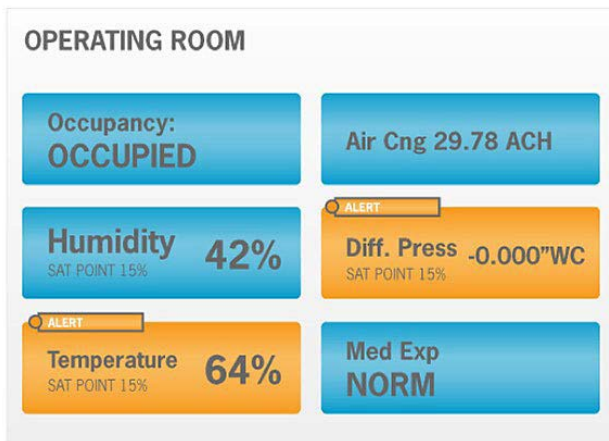 OPERATING ROOM
Occupancy:
OCCUPIED
Air Cng 29.78 ACH
Humidity 42%
SAT POINT 15%
ALERT
Diff. Press -0.000"WC
SAT POINT 15%
ALERT
Temperature 64%
SAT POINT 15%
Med Exp
NORM